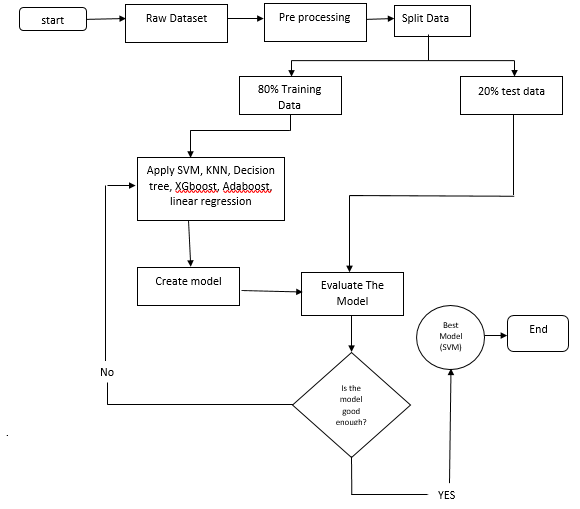 start
Raw Dataset
Pre processing
Split Data
80% Training
Data
20% test data
Apply SVM, KNN, Decision
tree, XGboost, Adaboost,
linear regression
Create model
Evaluate The
Model
Best
Model
(SVM)
End
No
Is the
model
good
enough?
YES